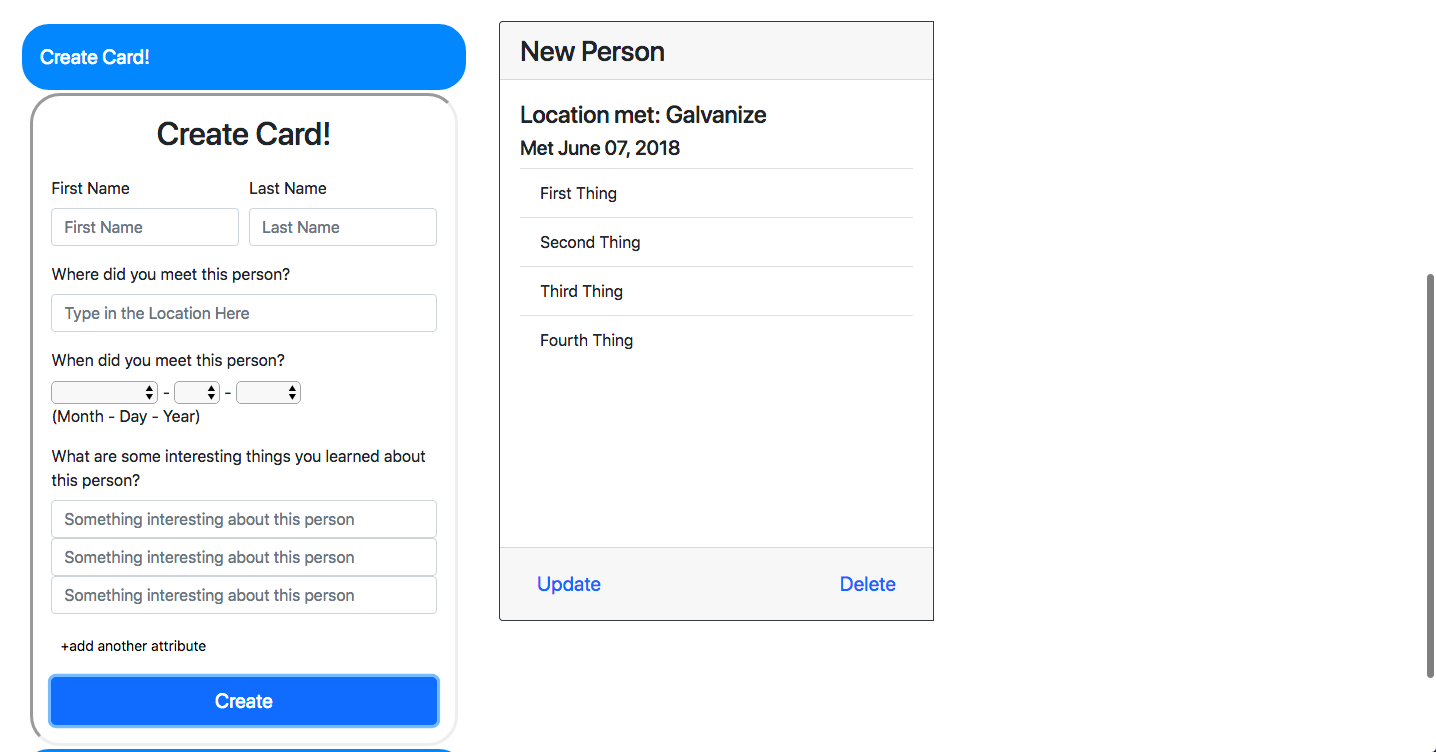 Create Card!
Create Card!
First Name Last Name
First Name Last Name
Where did you meet this person?
Type in the Location Here
When did you meet this person?
- -
(Month - Day - Year)
What are some interesting things you learned about
this person?
Something interesting about this person
Something interesting about this person
Something interesting about this person
+add another attribute
Create
New Person
Location met: Galvanize
Met June 07, 2018
First Thing
Second Thing
Third Thing
Fourth Thing
Update Delete